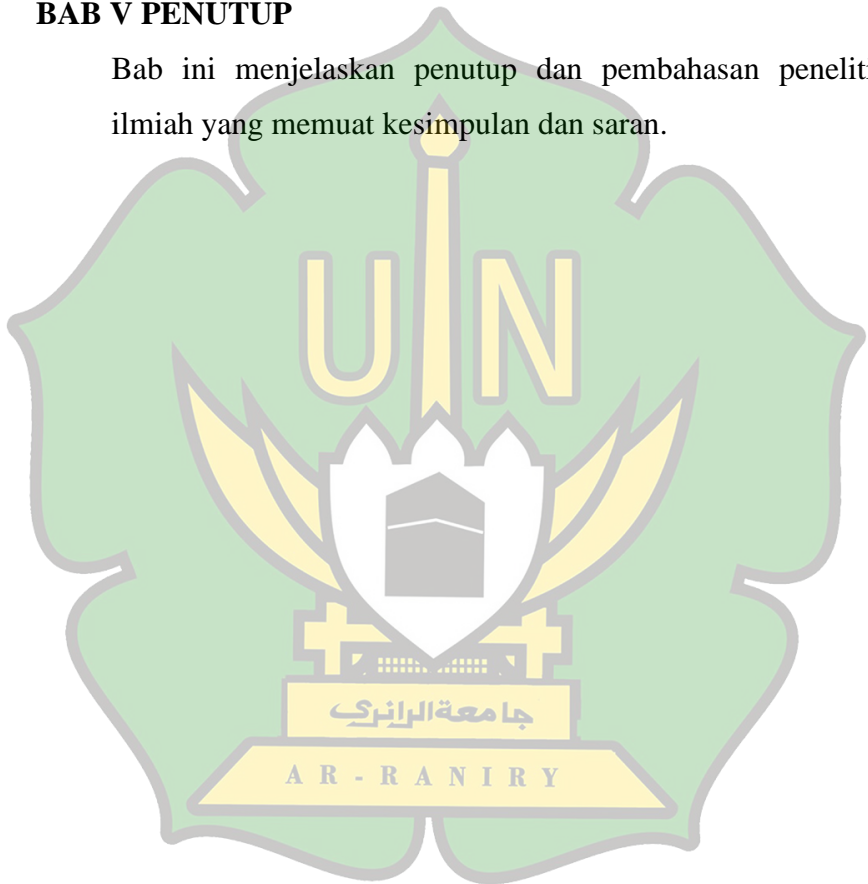 BAB V PENUTUP
Bab ini menjelaskan penutup dan pembahasan
ilmiah yang memuat kesimpulan dan saran.
UIN
جامعة الرانري
AR-RANIRY